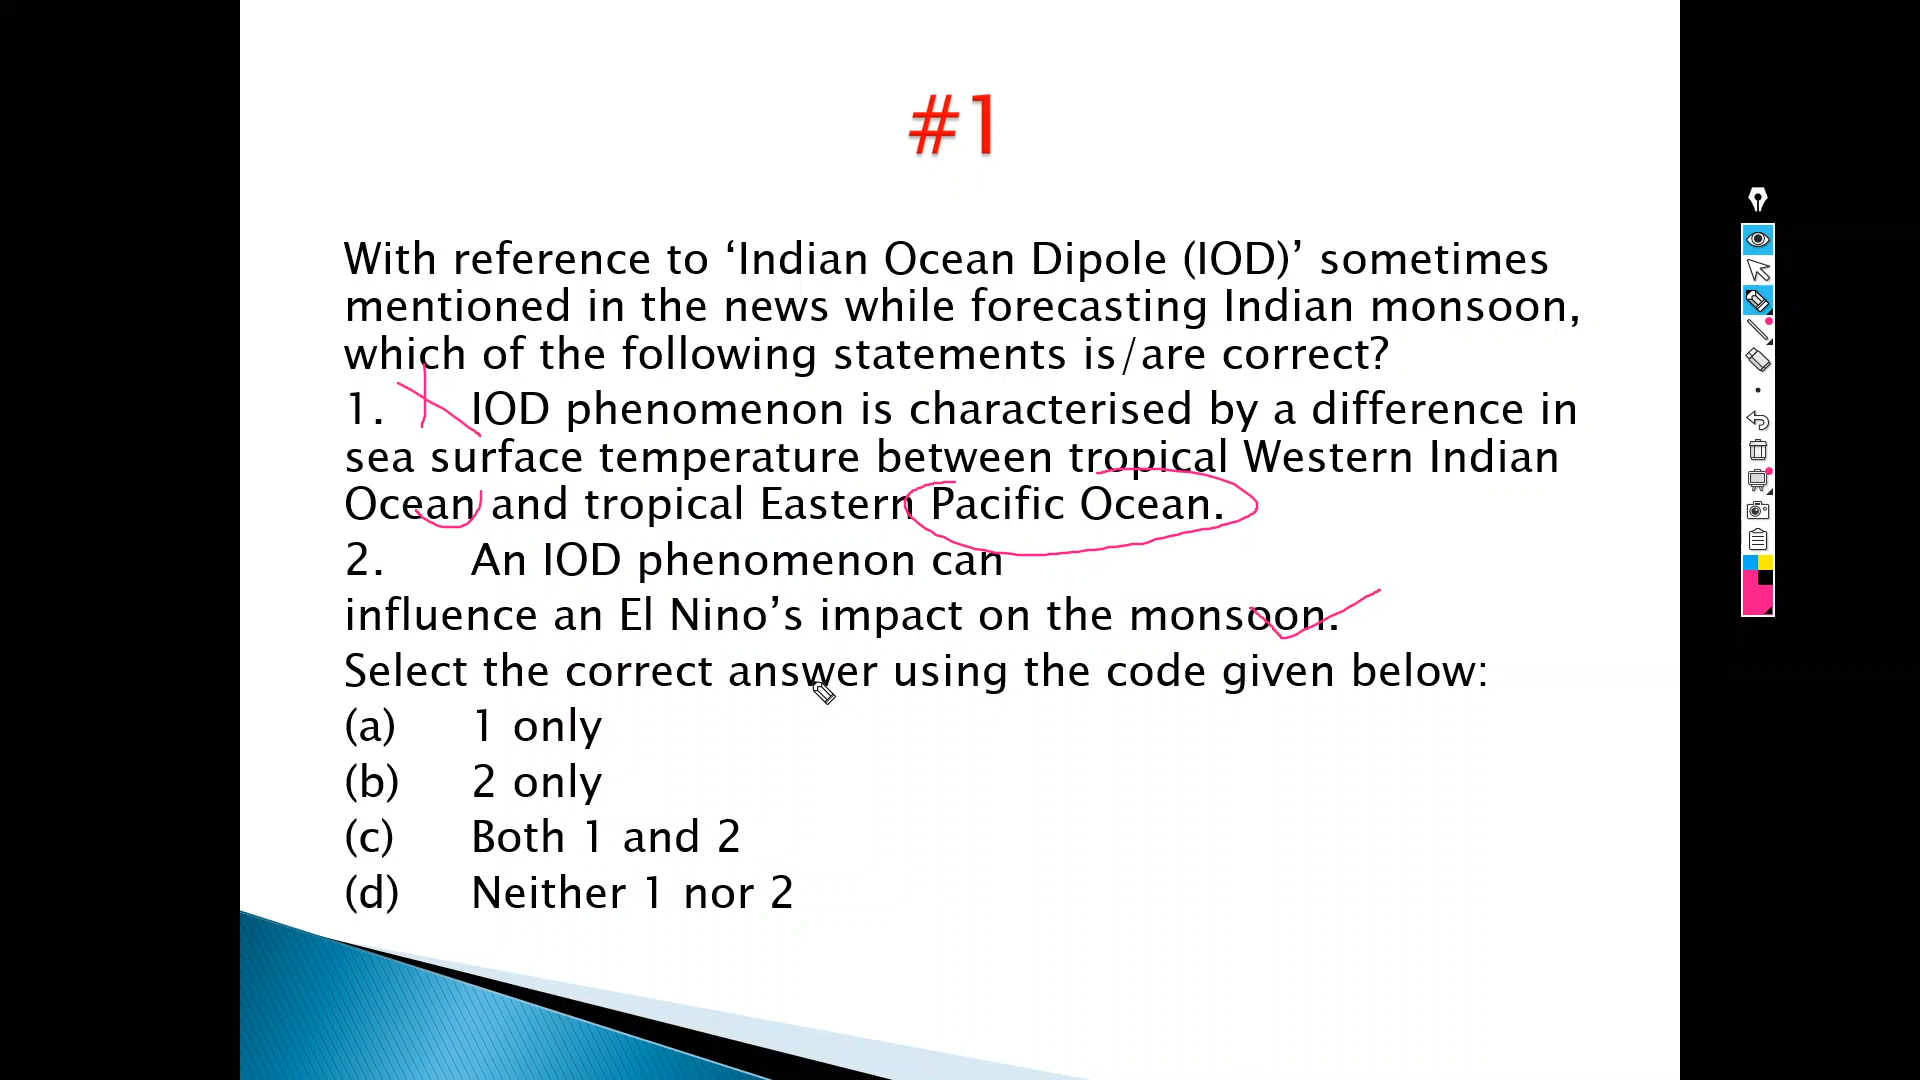 #1
With reference to ‘Indian Ocean Dipole (IOD)’ sometimes
mentioned in the news while forecasting Indian monsoon,
which of the following statements is/are correct?
1. IOD phenomenon is characterised by a difference in
sea surface temperature between tropical Western Indian
Ocean and tropical Eastern Pacific Ocean.
2. An IOD phenomenon can
influence an El Nino’s impact on the monsoon.
Select the correct answer using the code given below:
(a) 1 only
(b) 2 only
(c) Both 1 and 2
(d) Neither 1 nor 2